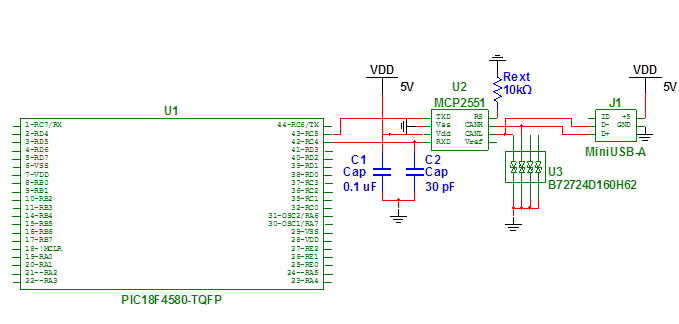 VDD
5V
U1
U2
MCP2551
Rext
10kΩ
VDD
5V
J1
1-RC7/RX
2-RD4
3-RD5
4-RD6
5-RD7
6-VSS
7-VDD
8-RB0
9-RB1
10-RB2
11-RB3
14-RB4
15-RB5
16-RB6
17-RB7
18-!MCLR
19-RA0
20-RA1
21--RA2
22--RA3
44-RC6/TX
43-RC5
42-RC4
41-RD3
40-RD2
39-RD1
38-RD0
37-RC3
36-RC2
35-RC1
32-RC0
31-OSC2/RA6
30-OSC1/RA7
29-VSS
28-VDD
27-RE2
26-RE1
25-RE0
24--RA5
23-RA4
PIC18F4580-TQFP
TXD
Vss
Vdd
RXD
RS
CANH
CANL
Vref
ID
D-
D+
+5
GND
MiniUSB-A
C1
Cap
0.1 uF
C2
Cap
30 pF
U3
B72724D160H62